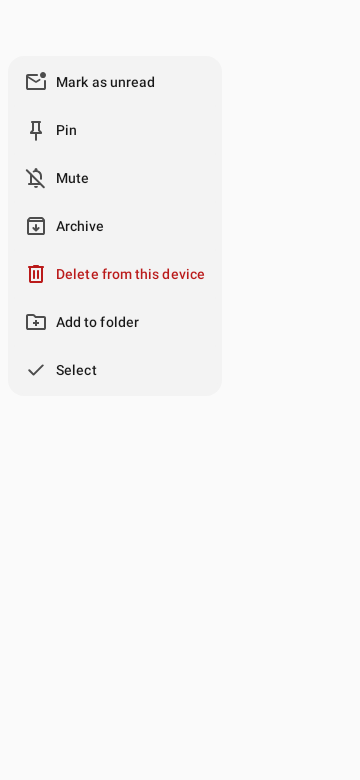 Mark as unread
Pin
Mute
Archive
Delete from this device
Add to folder
Select